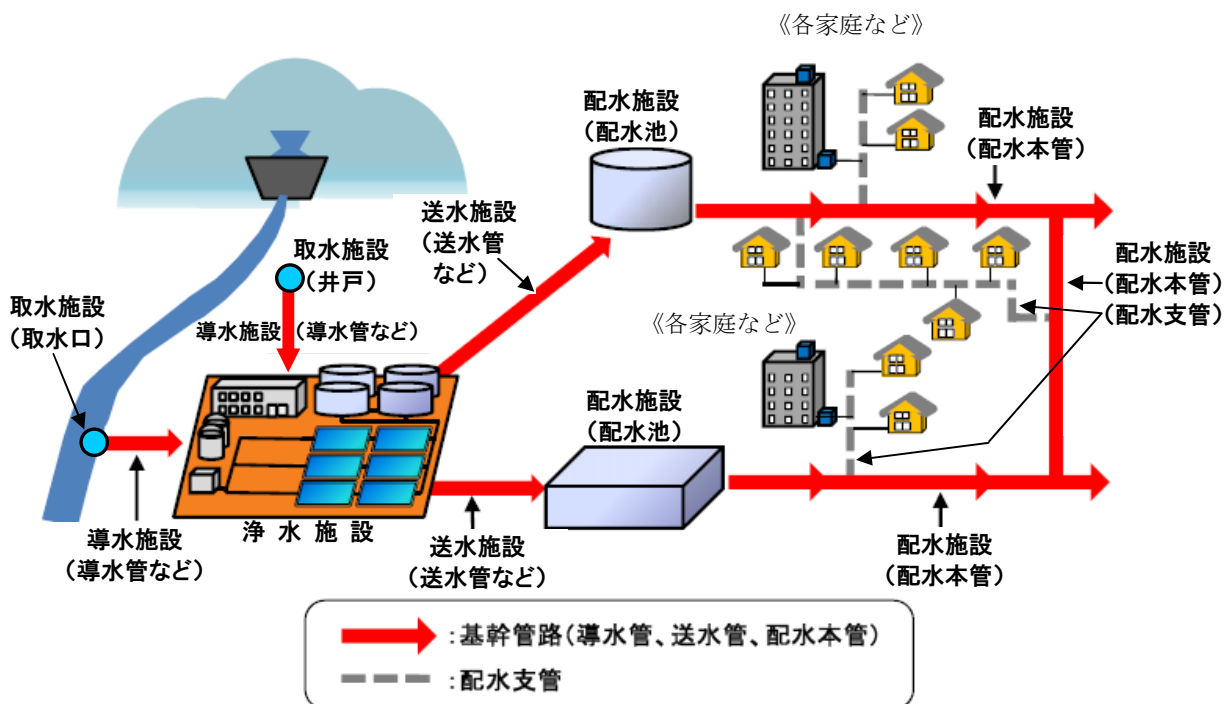 《各家庭など》
配水施設
（配水池）
配水施設
（配水本管）
送水施設
（送水管
など）
取水施設
（井戸）
配水施設
（配水本管）
（配水支管）
取水施設
（取水口）
導水施設（導水管など）
《各家庭など》
配水施設
（配水池）
浄 水 施 設
導水施設
（導水管など）
送水施設
（送水管など）
配水施設
（配水本管）
：基幹管路（導水管、送水管、配水本管）
：配水支管